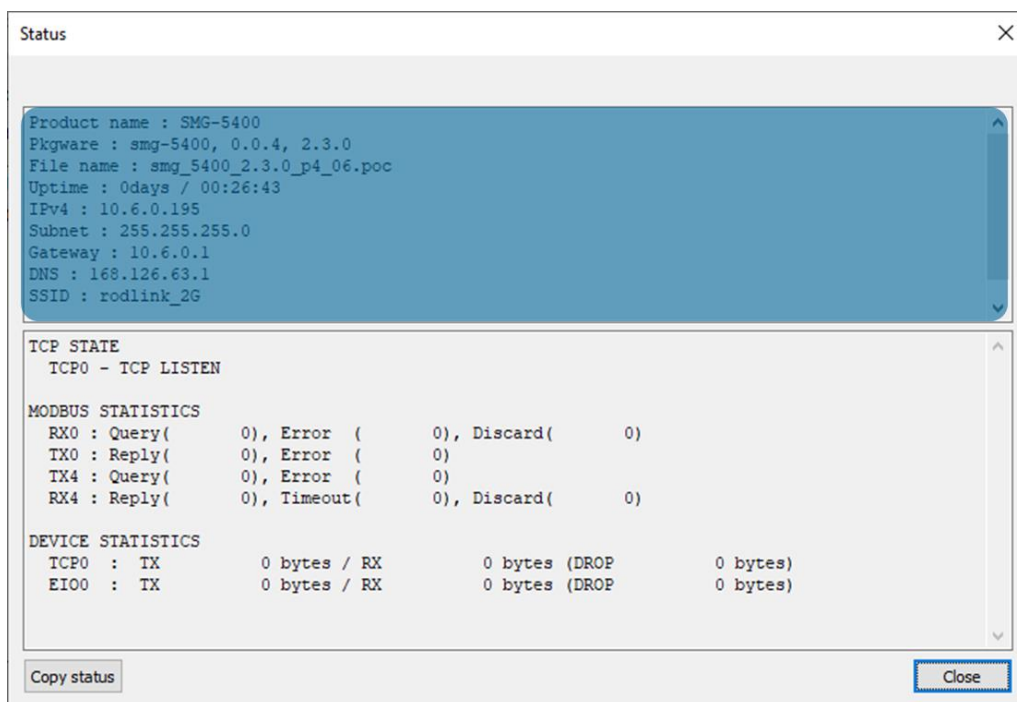 Status
Product name : SMG-5400
Pkgware : smg-5400, 0.0.4, 2.3.0
File name : smg_5400_2.3.0_p4_06.poc
Uptime : 0days / 00:26:43
IPv4 : 10.6.0.195
Subnet : 255.255.255.0
Gateway : 10.6.0.1
DNS : 168.126.63.1
SSID : rodlink_2G
TCP STATE
TCP0 - TCP LISTEN
MODBUS STATISTICS
RX0 : Query(        0), Error  (       0), Discard(       0)
TX0 : Reply(        0), Error  (       0)
TX4 : Query(        0), Error  (       0)
RX4 : Reply(        0), Timeout(       0), Discard(       0)
DEVICE STATISTICS
TCP0  :  TX          0 bytes / RX          0 bytes (DROP          0 bytes)
EIO0  :  TX          0 bytes / RX          0 bytes (DROP          0 bytes)
Copy status
Close